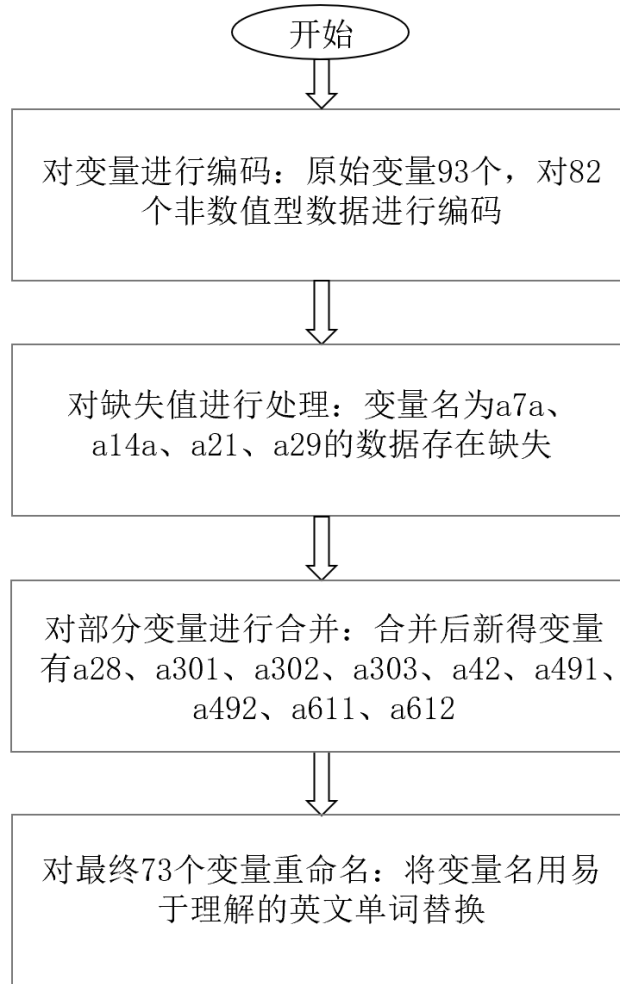 开始
对变量进行编码：原始变量93个，对82
个非数值型数据进行编码
对缺失值进行处理：变量名为a7a、
a14a、a21、a29的数据存在缺失
对部分变量进行合并：合并后新得变量
有a28、a301、a302、a303、a42、a491、
a492、a611、a612
对最终73个变量重命名：将变量名用易
于理解的英文单词替换